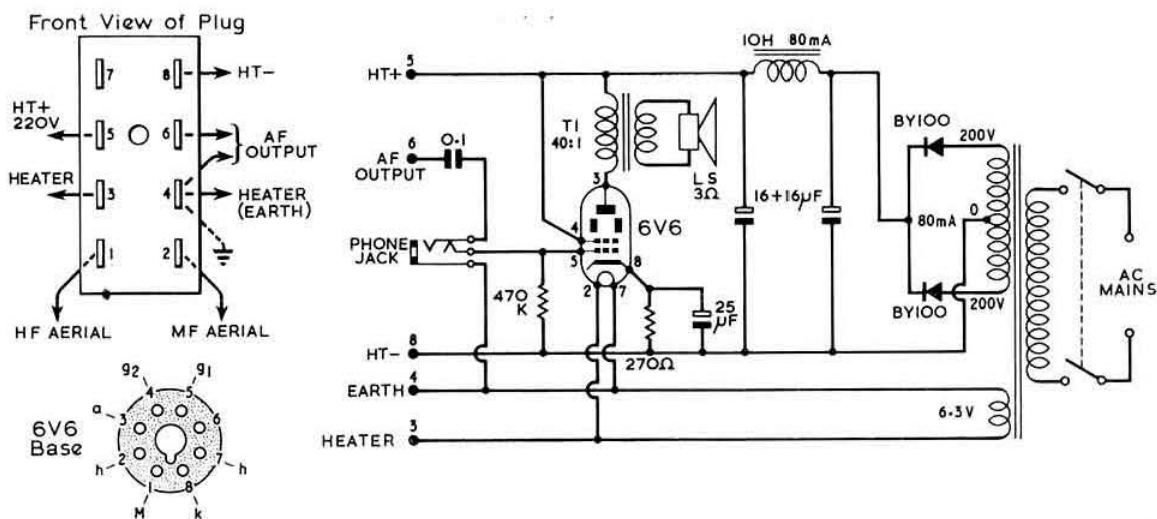 Front View of Plug
7
8
HT−
HT+
220V
5
6
AF
OUTPUT
HEATER
3
4
HEATER
(EARTH)
1
2
HF AERIAL
MF AERIAL
6V6
Base
g2
g1
4
5
a
3
6
h
2
7
h
1
8
M
k
HT+
5
10H 80mA
T1
40:1
LS
3Ω
6
AF
OUTPUT
0·1
PHONE
JACK
3
4
5
6V6
8
2
7
470
K
25
µF
270Ω
16+16µF
BY100
200V
80mA
0
BY100
200V
AC
MAINS
HT−
8
EARTH
4
HEATER
3
6·3V